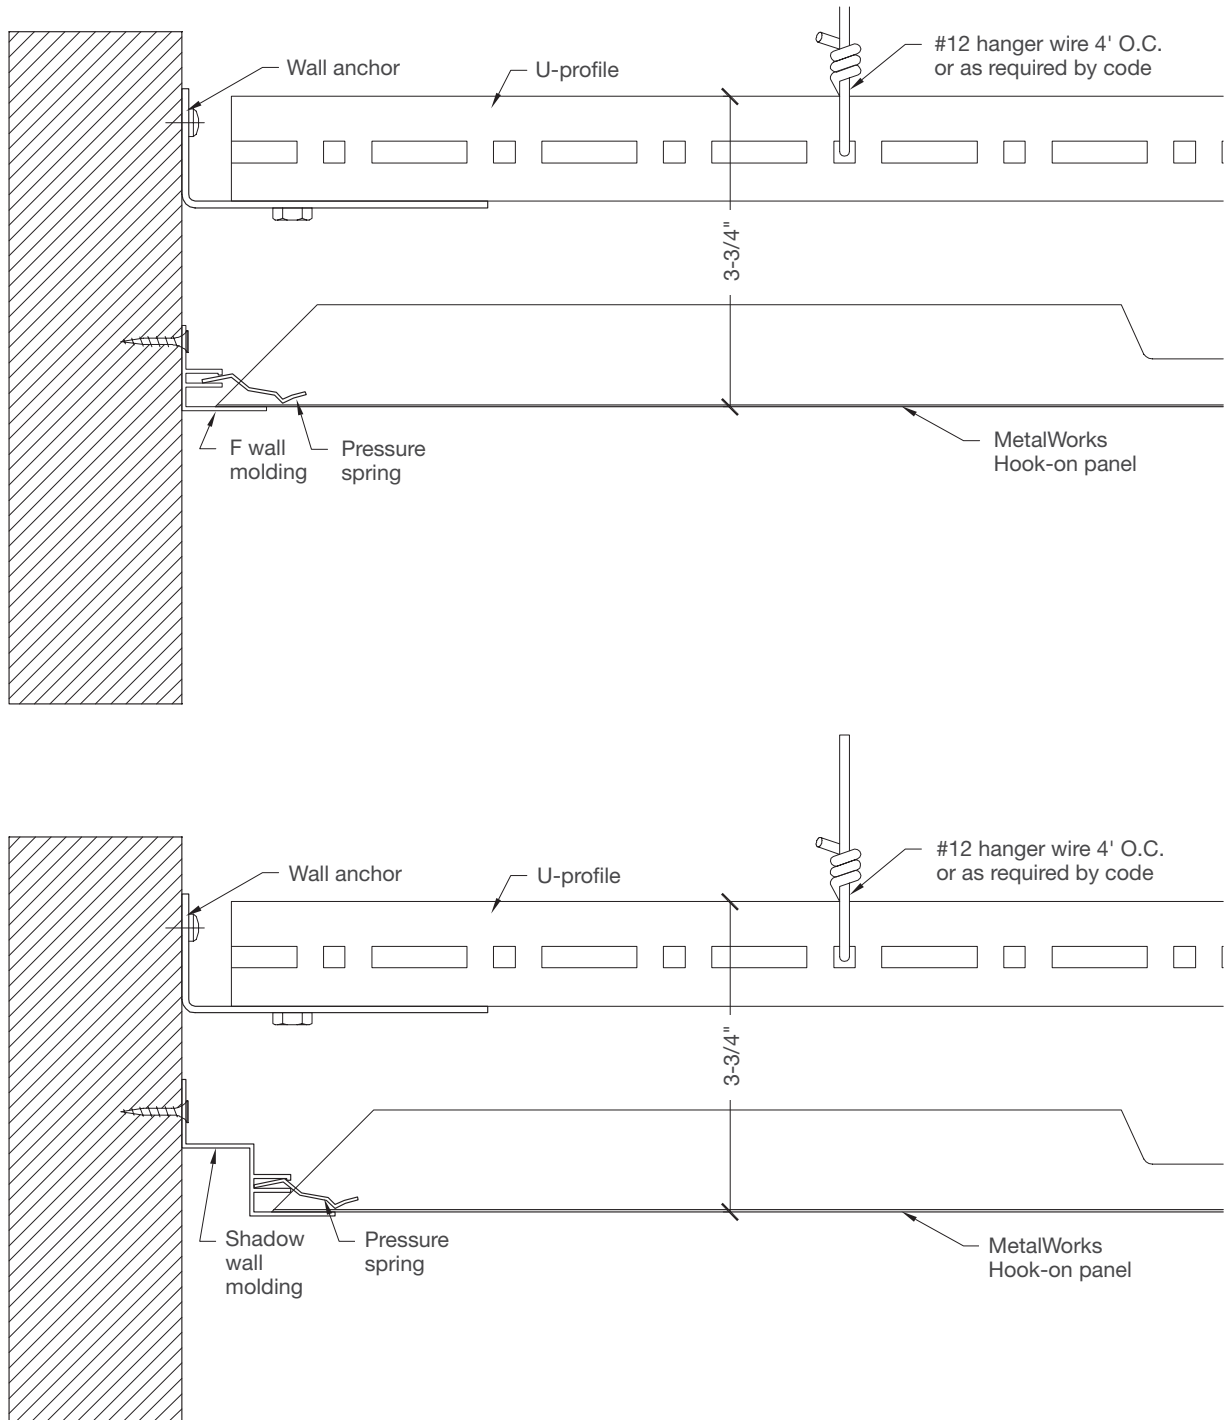 Wall anchor
U-profile
#12 hanger wire 4' O.C.
or as required by code
3-3/4"
F wall
molding
Pressure
spring
MetalWorks
Hook-on panel
Wall anchor
U-profile
#12 hanger wire 4' O.C.
or as required by code
3-3/4"
Shadow
wall
molding
Pressure
spring
MetalWorks
Hook-on panel